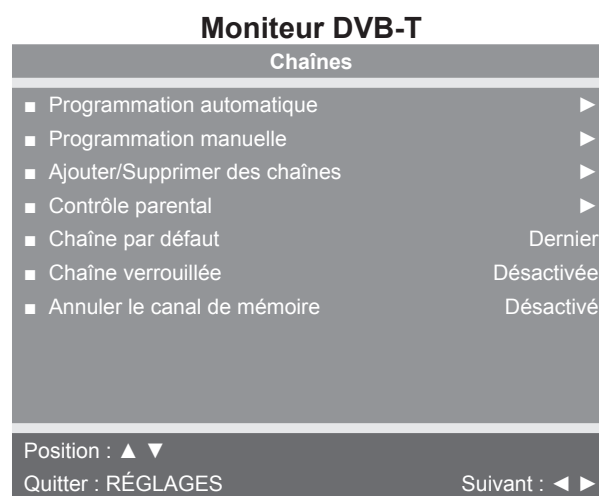 Moniteur DVB-T
Chaînes
■ Programmation automatique ►
■ Programmation manuelle ►
■ Ajouter/Supprimer des chaînes ►
■ Contrôle parental ►
■ Chaîne par défaut Dernier
■ Chaîne verrouillée Désactivée
■ Annuler le canal de mémoire Désactivé
Position : ▲ ▼
Quitter : RÉGLAGES Suivant : ◄ ►